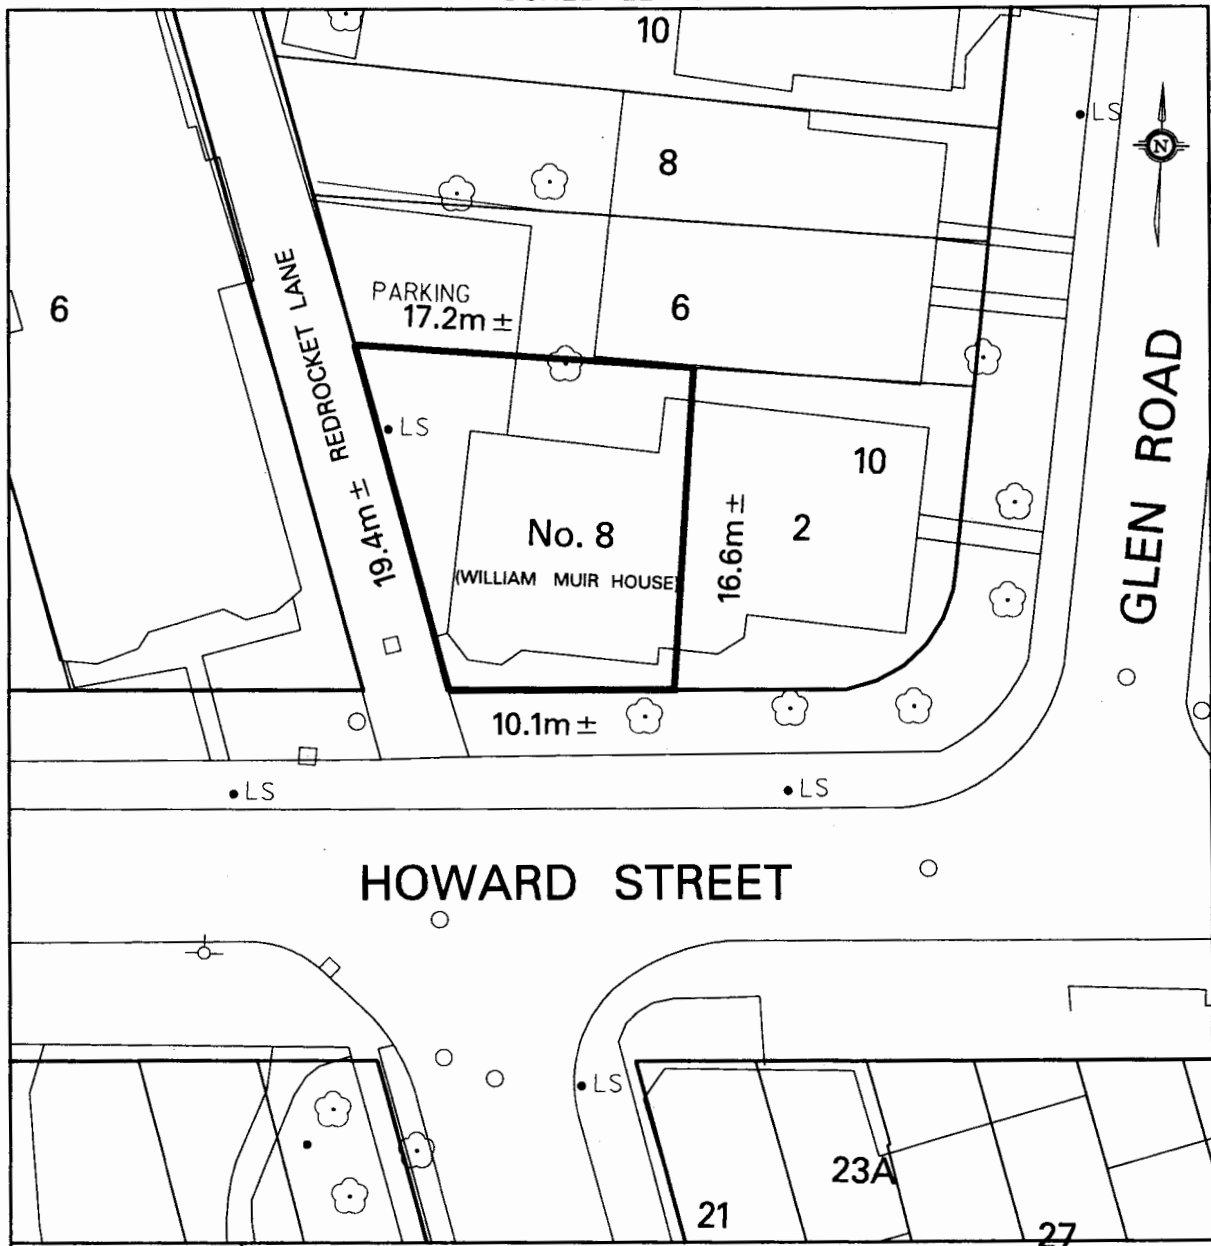 10
LS
N
8
6
REDROCKET LANE
PARKING
17.2m ±
6
GLEN ROAD
LS
10
19.4m ±
No. 8
(WILLIAM MUIR HOUSE)
16.6m ±
2
10.1m ±
LS
LS
HOWARD STREET
LS
23A
21
27